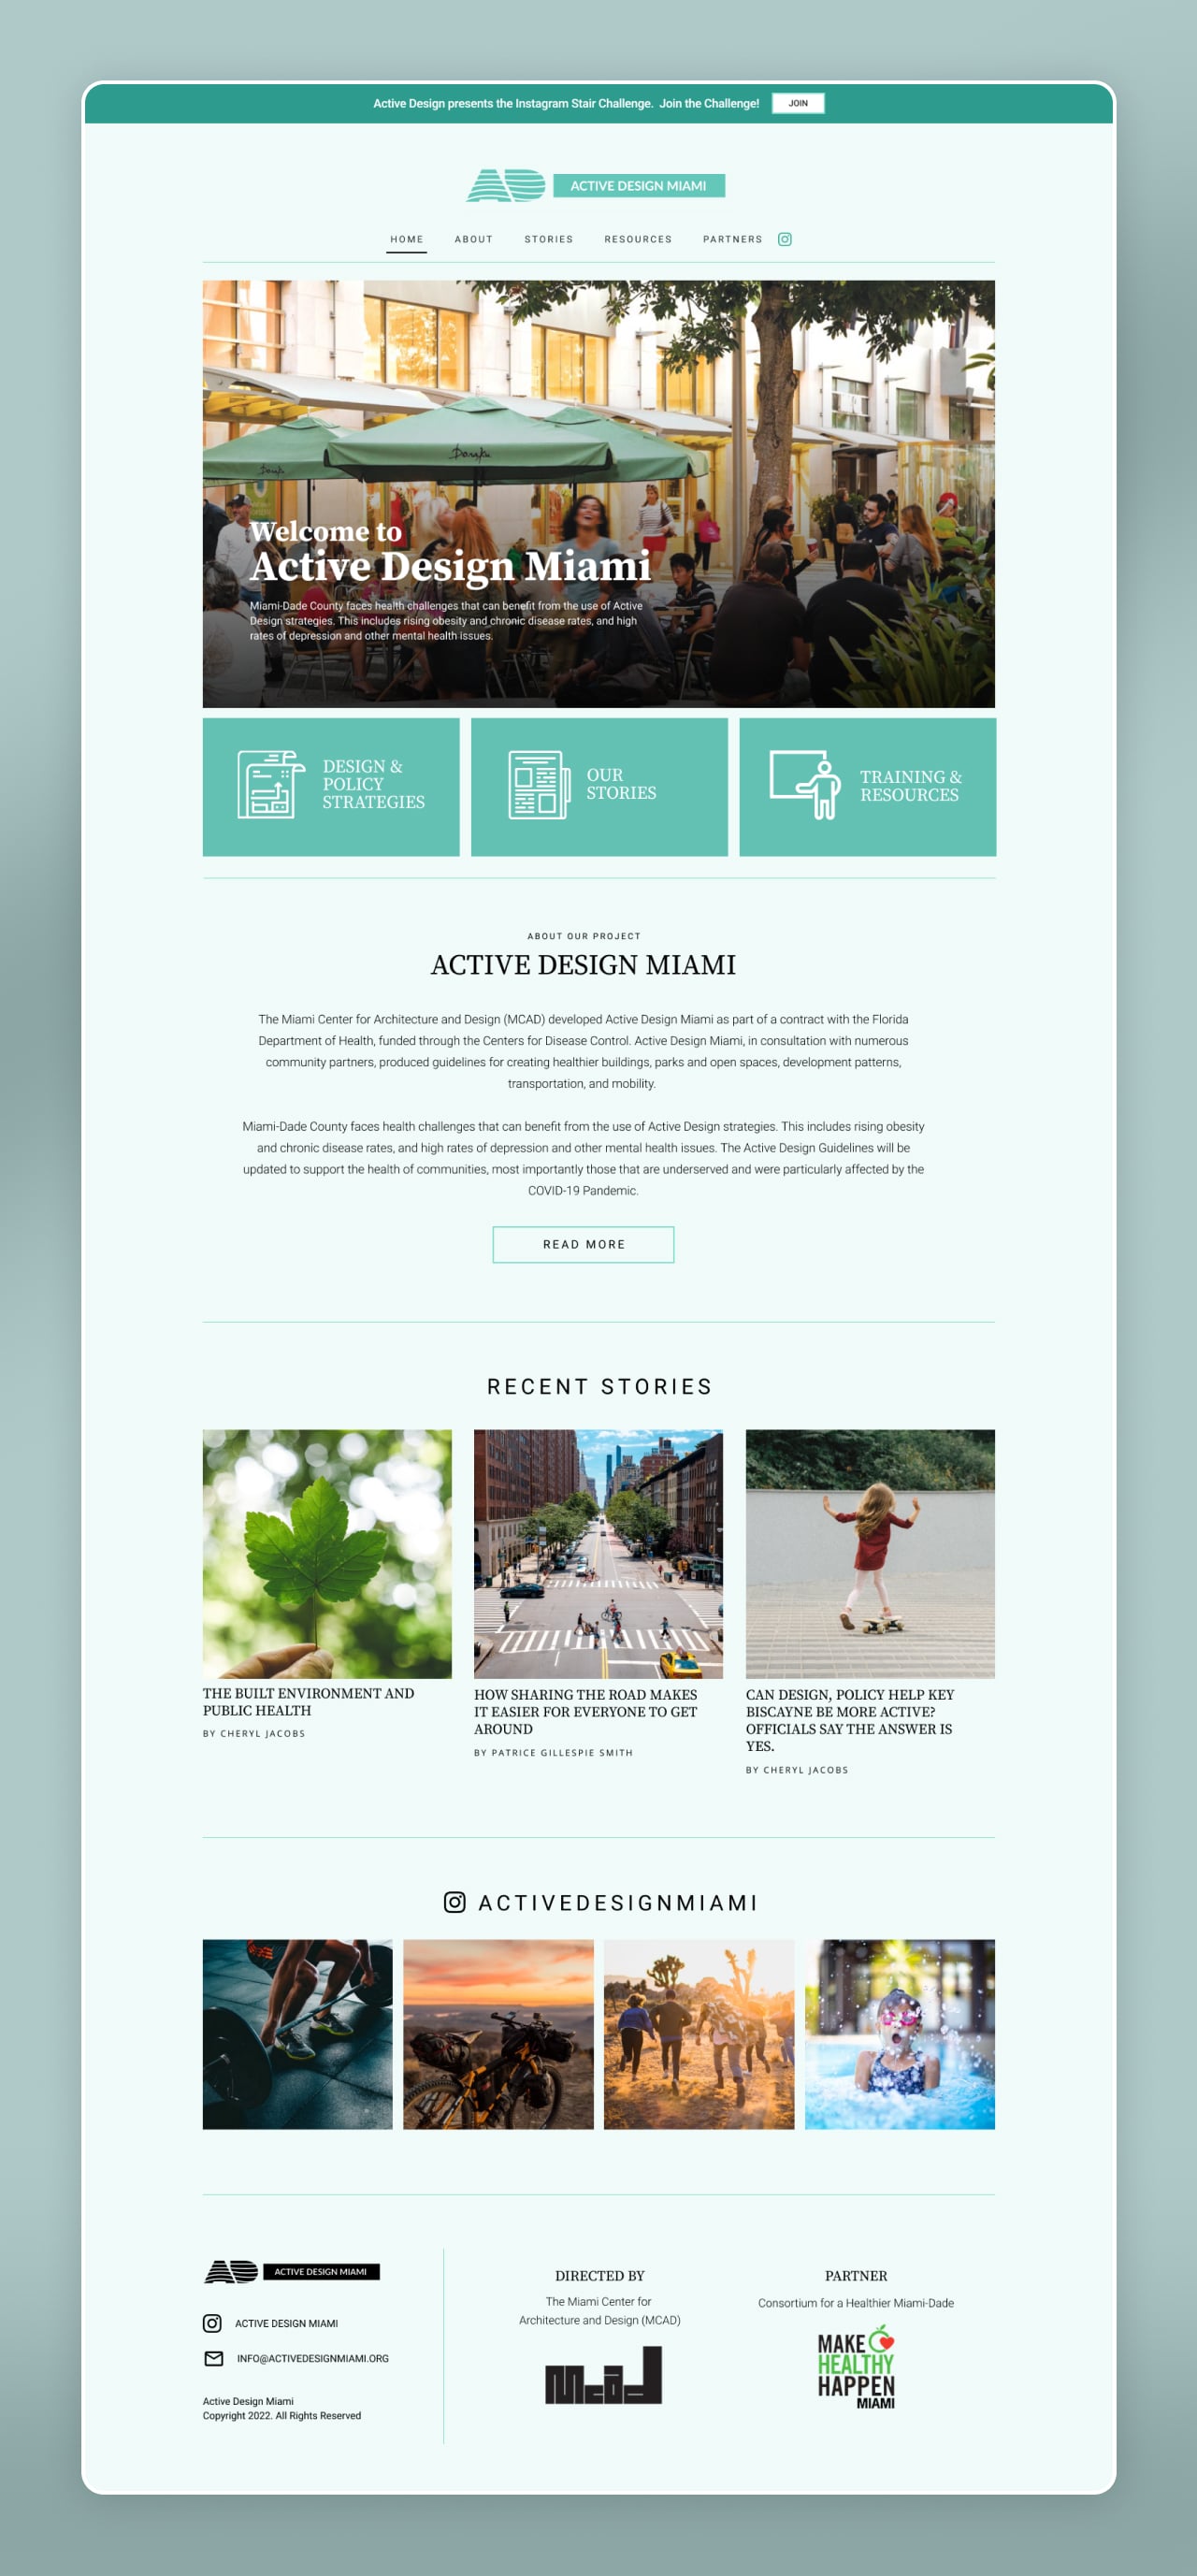 Active Design presents the Instagram Stair Challenge. Join the Challenge!
JOIN
AD
ACTIVE DESIGN MIAMI
HOME
ABOUT
STORIES
RESOURCES
PARTNERS
Welcome to
Active Design Miami
Miami-Dade County faces health challenges that can benefit from the use of Active
Design strategies. This includes rising obesity and chronic disease rates, and high
rates of depression and other mental health issues.
DESIGN &
POLICY
STRATEGIES
OUR
STORIES
TRAINING &
RESOURCES
ABOUT OUR PROJECT
ACTIVE DESIGN MIAMI
The Miami Center for Architecture and Design (MCAD) developed Active Design Miami as part of a contract with the Florida
Department of Health, funded through the Centers for Disease Control. Active Design Miami, in consultation with numerous
community partners, produced guidelines for creating healthier buildings, parks and open spaces, development patterns,
transportation, and mobility.
Miami-Dade County faces health challenges that can benefit from the use of Active Design strategies. This includes rising obesity
and chronic disease rates, and high rates of depression and other mental health issues. The Active Design Guidelines will be
updated to support the health of communities, most importantly those that are underserved and were particularly affected by the
COVID-19 Pandemic.
READ MORE
RECENT STORIES
THE BUILT ENVIRONMENT AND
PUBLIC HEALTH
BY CHERYL JACOBS
HOW SHARING THE ROAD MAKES
IT EASIER FOR EVERYONE TO GET
AROUND
BY PATRICE GILLESPIE SMITH
CAN DESIGN, POLICY HELP KEY
BISCAYNE BE MORE ACTIVE?
OFFICIALS SAY THE ANSWER IS
YES.
BY CHERYL JACOBS
ACTIVEDESIGNMIAMI
AD
ACTIVE DESIGN MIAMI
ACTIVE DESIGN MIAMI
INFO@ACTIVEDESIGNMIAMI.ORG
Active Design Miami
Copyright 2022. All Rights Reserved
DIRECTED BY
The Miami Center for
Architecture and Design (MCAD)
mcad
PARTNER
Consortium for a Healthier Miami-Dade
MAKE
HEALTHY
HAPPEN
MIAMI